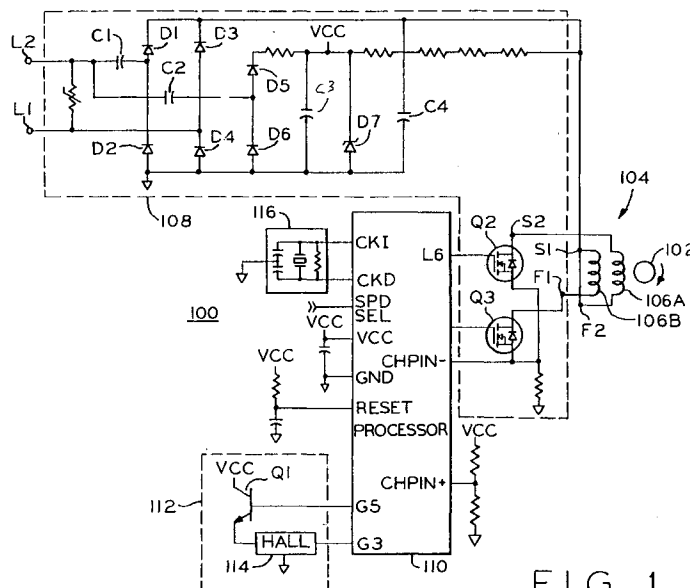 L2
C1
D1
D3
VCC
C2
D5
C3
D7
C4
L1
D2
D4
D6
108
116
CKI
CKD
SPD
SEL
VCC
VCC
GND
VCC
RESET
PROCESSOR
100
L6
CHPIN-
CHPIN+
VCC
Q2
S2
Q3
S1
F1
F2
104
102
106A
106B
112
VCC
Q1
G5
HALL
G3
114
110
FIG. 1